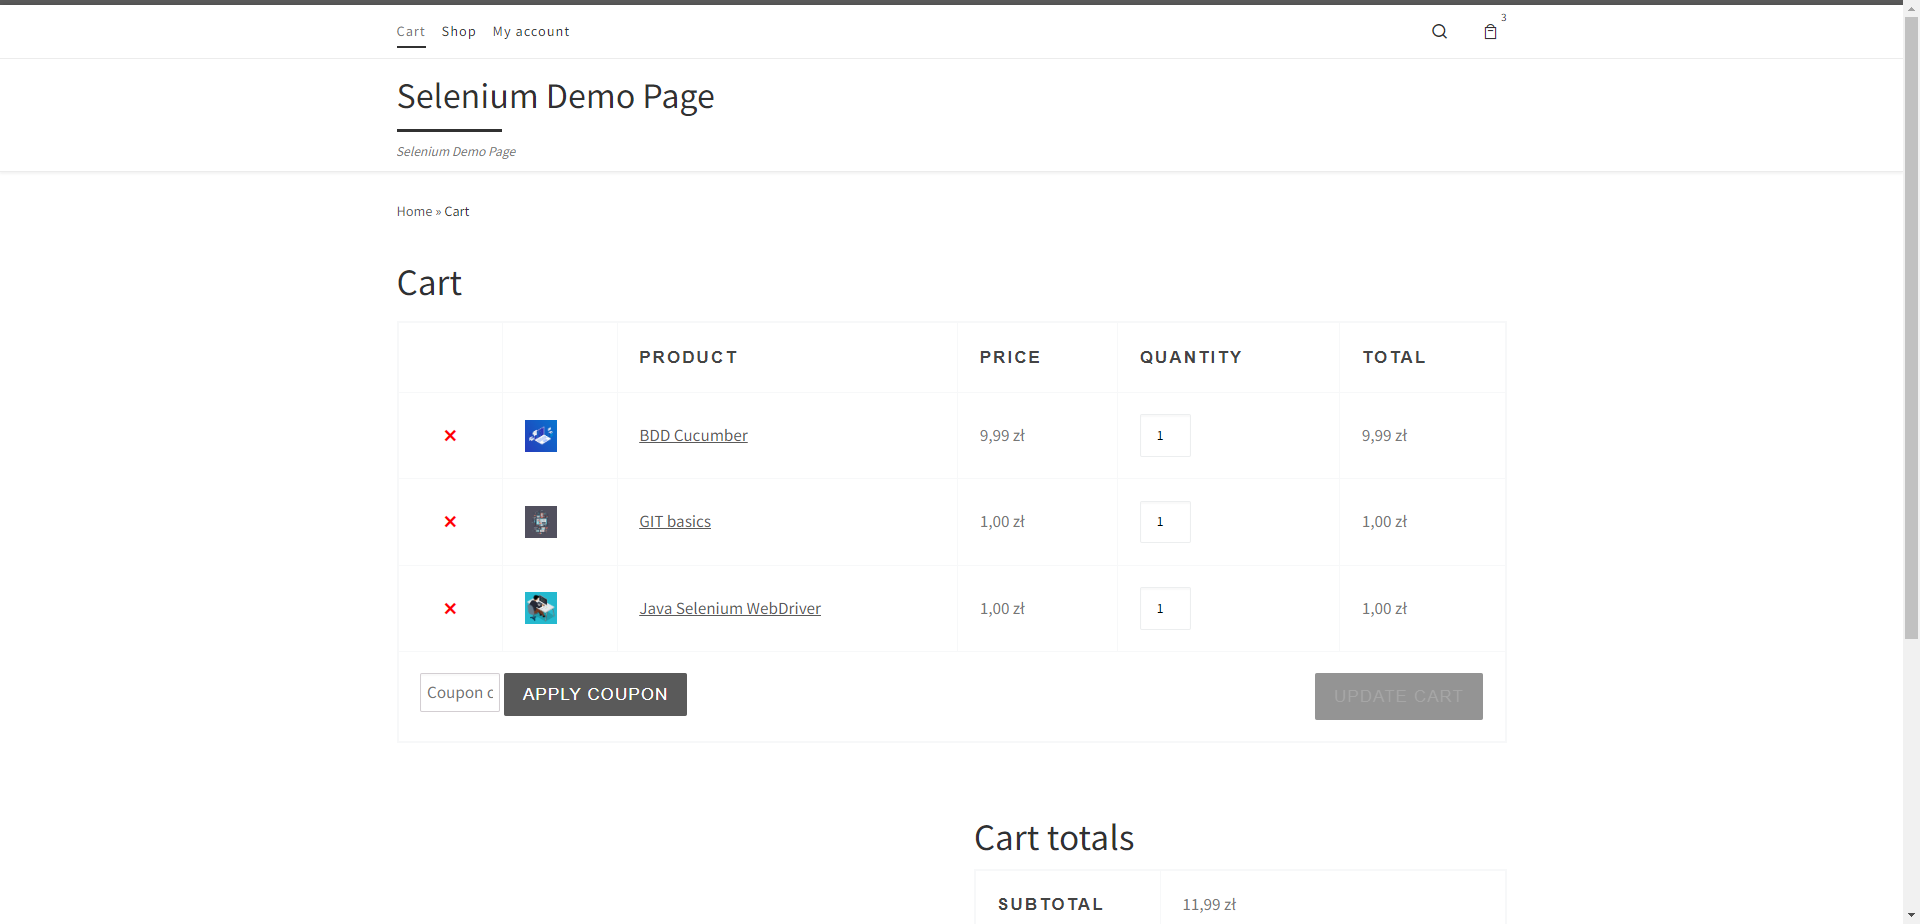 Cart Shop My account 3
Selenium Demo Page
Selenium Demo Page
Home » Cart
Cart
PRODUCT PRICE QUANTITY TOTAL
× BDD Cucumber 9,99 zł 1 9,99 zł
× GIT basics 1,00 zł 1 1,00 zł
× Java Selenium WebDriver 1,00 zł 1 1,00 zł
Coupon c APPLY COUPON UPDATE CART
Cart totals
SUBTOTAL 11,99 zł